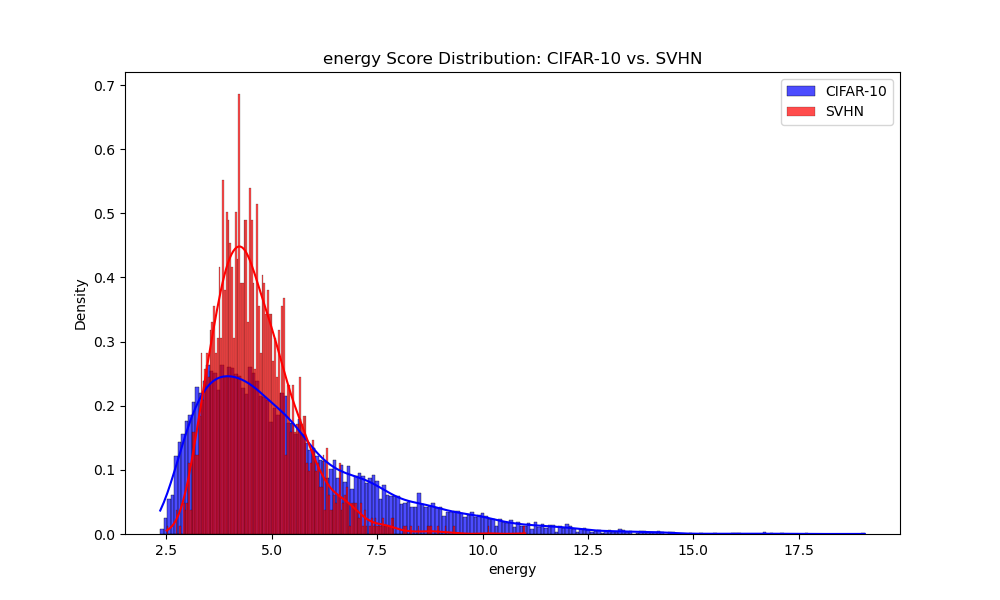 energy Score Distribution: CIFAR-10 vs. SVHN
CIFAR-10
SVHN
Density
0.7
0.6
0.5
0.4
0.3
0.2
0.1
0.0
2.5 5.0 7.5 10.0 12.5 15.0 17.5
energy